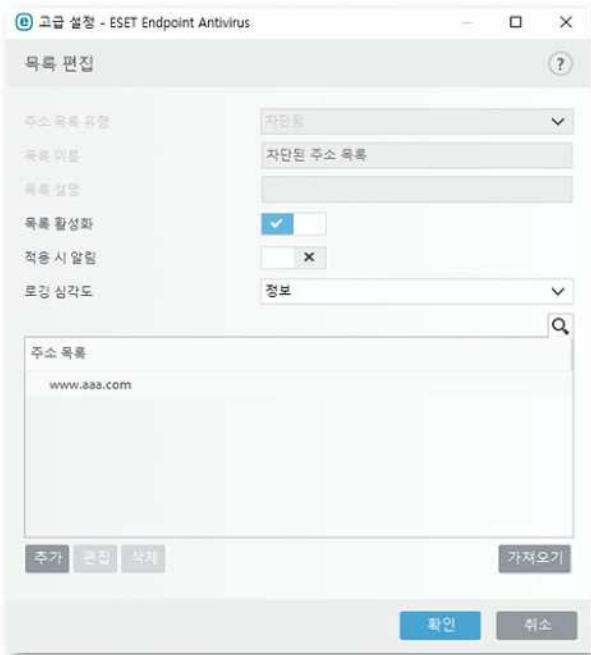 고급 설정 - ESET Endpoint Antivirus
목록 편집
?
주소 목록 유형
차단됨
목록 이름
차단된 주소 목록
목록 설명
목록 활성화
적용 시 알림
로깅 심각도
정보
주소 목록
www.aaa.com
추가 편집 삭제 가져오기
확인 취소